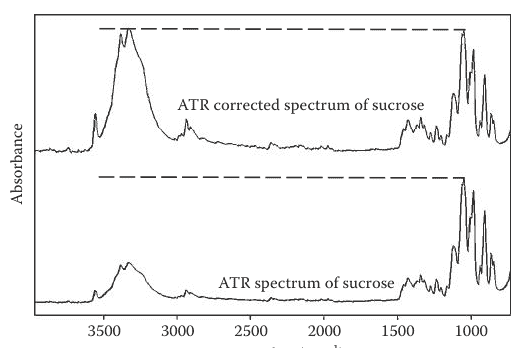 ATR corrected spectrum of sucrose
Absorbance
ATR spectrum of sucrose
3500 3000 2500 2000 1500 1000